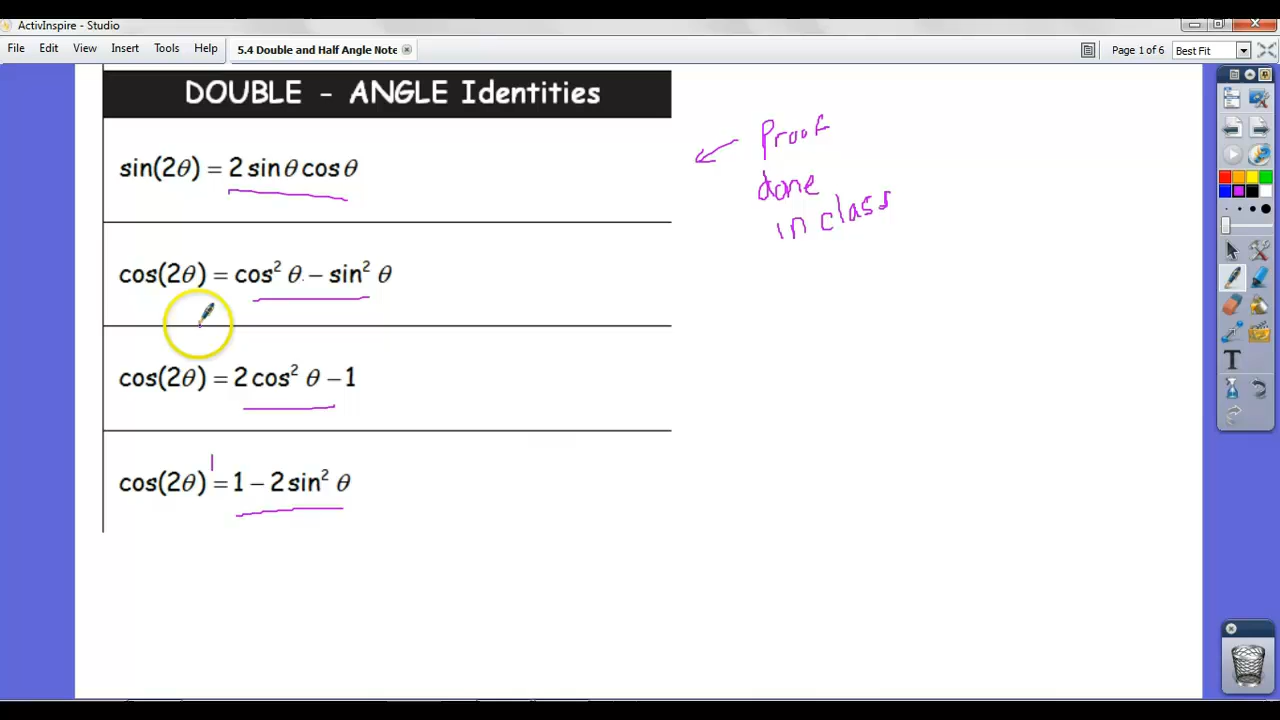 ActivInspire - Studio
File Edit View Insert Tools Help 5.4 Double and Half Angle Note Page 1 of 6 Best Fit
DOUBLE - ANGLE Identities
sin(2θ) = 2 sin θ cos θ
cos(2θ) = cos² θ – sin² θ
cos(2θ) = 2 cos² θ – 1
cos(2θ) = 1 – 2 sin² θ
Proof
done
in class
T